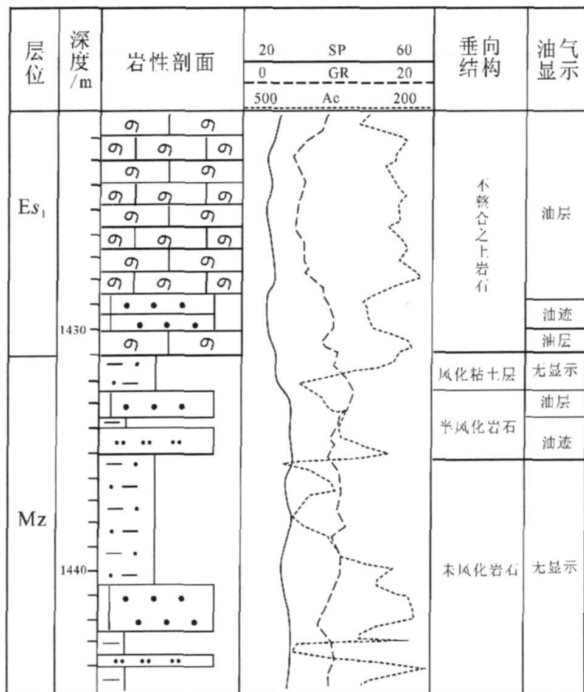 层位
深度/m
岩性剖面
20 SP 60
0 GR 20
500 Ac 200
垂向结构
油气显示
Es₁
1430
不整合之上岩石
油层
油迹
油层
Mz
1440
风化粘土层
无显示
半风化岩石
油层
油迹
未风化岩石
无显示